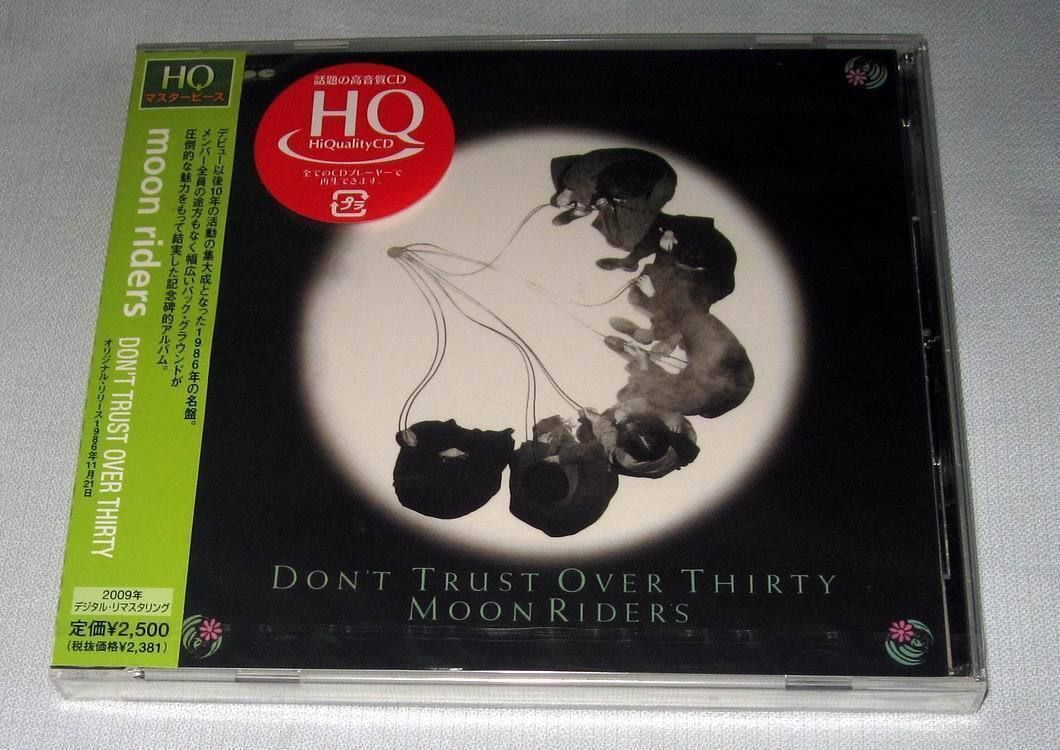 HQ
マスターピース
moon riders DON'T TRUST OVER THIRTY
デビュー以後10年の活動の集大成となった1986年の名盤。
メンバー全員の途方もなく幅広いバック・グラウンドが
圧倒的な魅力をもって結実した記念碑的アルバム。
オリジナル・リリース1986年11月21日
2009年
デジタル・リマスタリング
定価¥2,500
(税抜価格¥2,381)
話題の高音質CD
HQ
HiQualityCD
全てのCDプレーヤーで
再生できます。
プラ
DON'T TRUST OVER THIRTY
MOON RIDERS